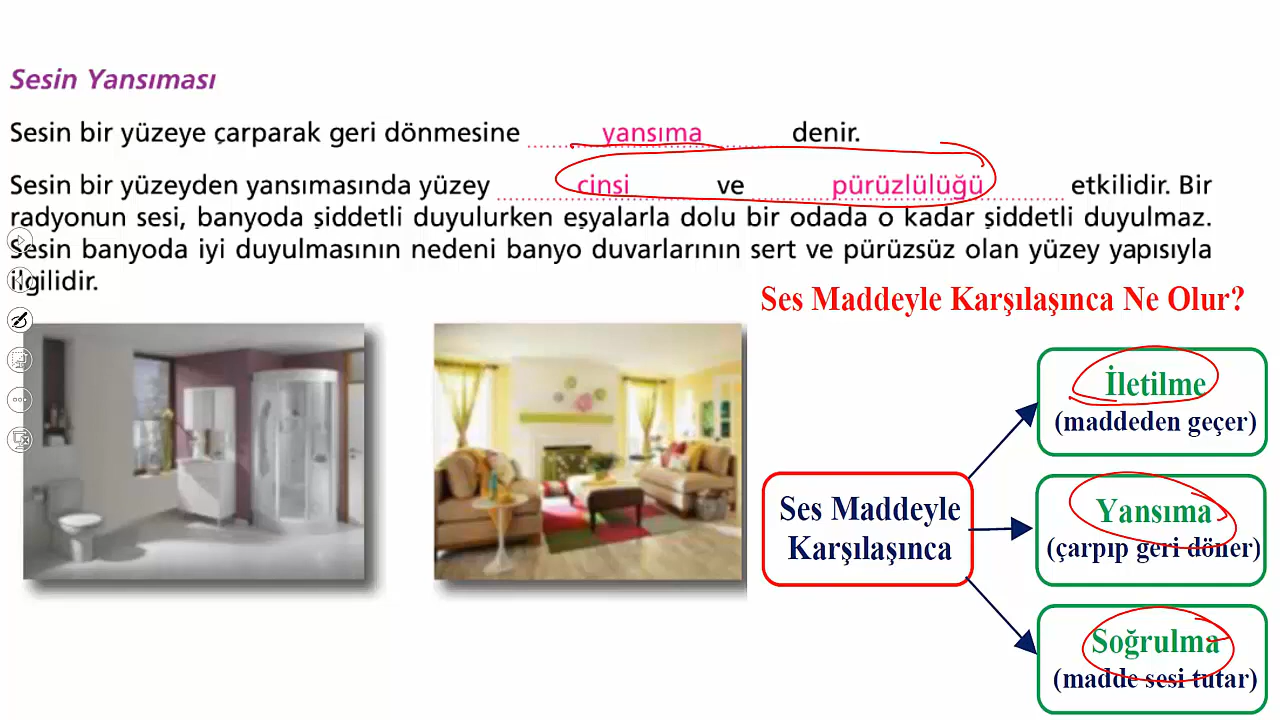 Sesin Yansıması
Sesin bir yüzeye çarparak geri dönmesine yansıma denir.
Sesin bir yüzeyden yansımasında yüzey cinsi ve pürüzlülüğü etkilidir. Bir
radyonun sesi, banyoda şiddetli duyulurken eşyalarla dolu bir odada o kadar şiddetli duyulmaz.
Sesin banyoda iyi duyulmasının nedeni banyo duvarlarının sert ve pürüzsüz olan yüzey yapısıyla
ilgilidir.
Ses Maddeyle Karşılaşınca Ne Olur?
Ses Maddeyle
Karşılaşınca
İletilme
(maddeden geçer)
Yansıma
(çarpıp geri döner)
Soğrulma
(madde sesi tutar)